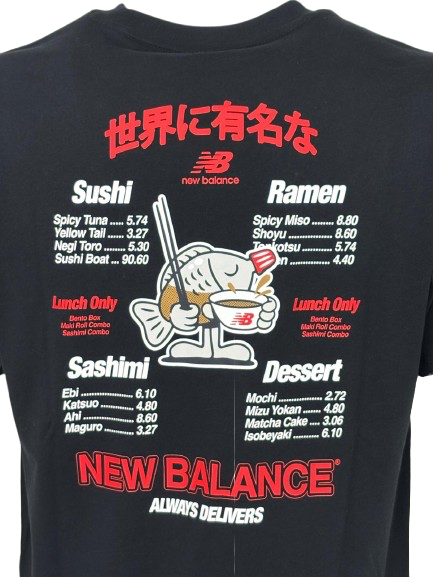 世界に有名な
NB
new balance
Sushi
Spicy Tuna ..... 5.74
Yellow Tail ..... 3.27
Negi Toro ...... 5.30
Sushi Boat ... 90.60
Ramen
Spicy Miso ........ 8.80
Shoyu ................ 8.60
Tonkotsu ......... 5.74
................ 4.40
Lunch Only
Bento Box
Maki Roll Combo
Sashimi Combo
NB
Lunch Only
Bento Box
Maki Roll Combo
Sashimi Combo
Sashimi
Ebi .................. 6.10
Katsuo ............ 4.80
Ahi .................. 8.60
Maguro ........... 3.27
Dessert
Mochi ................ 2.72
Mizu Yokan ...... 4.80
Matcha Cake .... 3.06
Isobeyaki .......... 6.10
NEW BALANCE®
ALWAYS DELIVERS